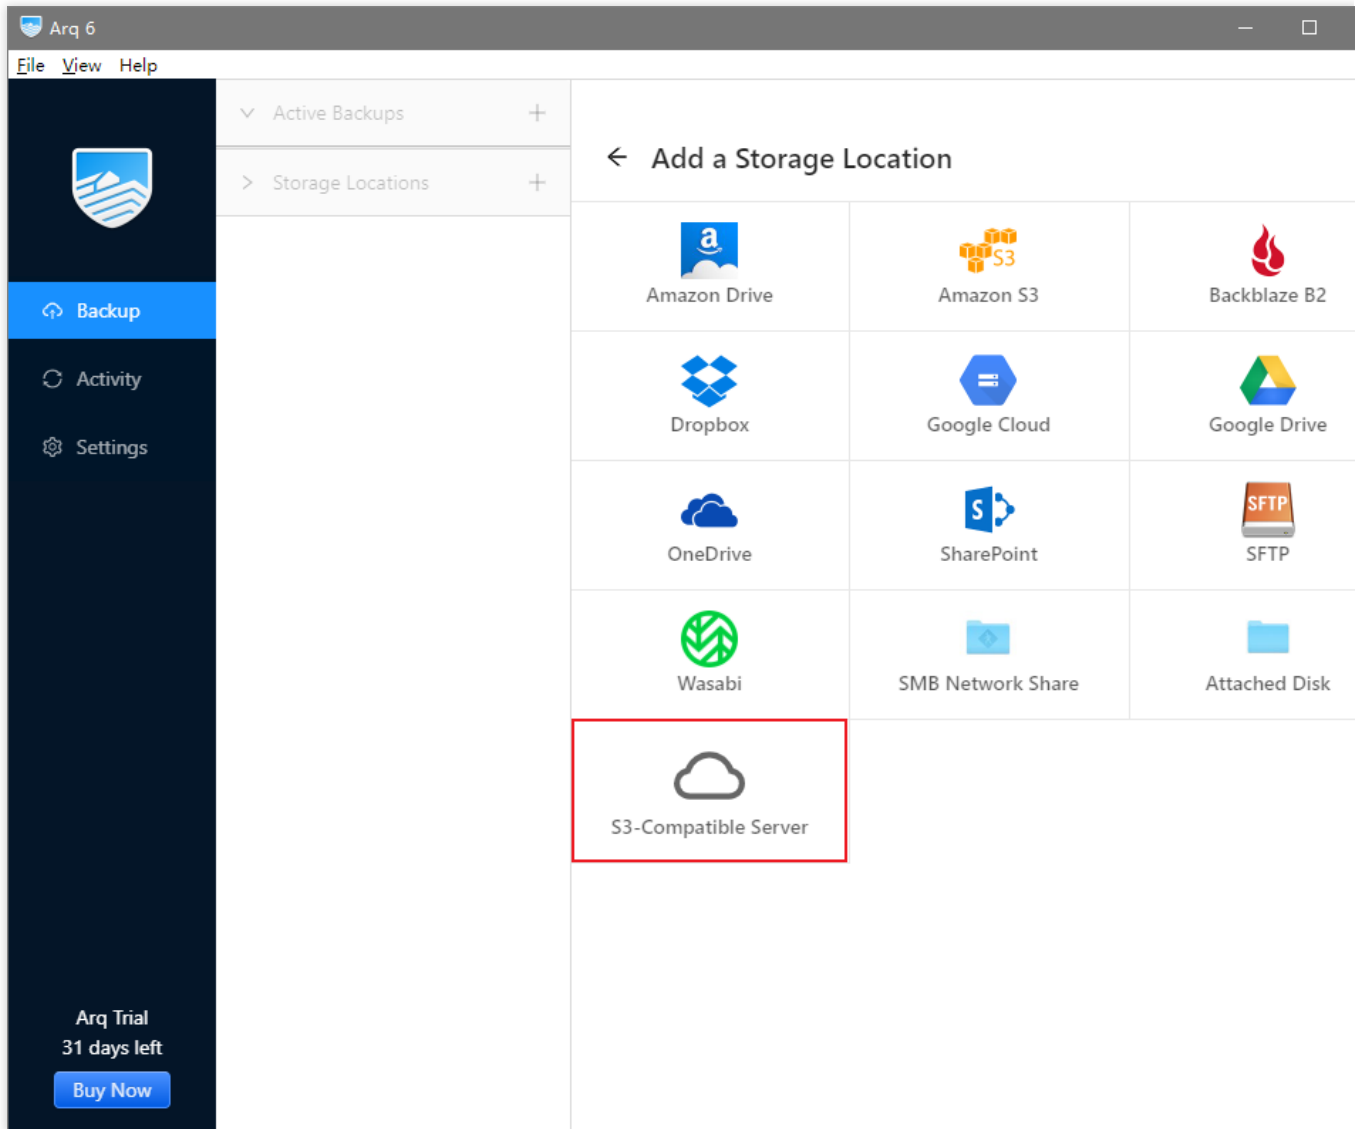 Arq 6
File View Help
Active Backups
Storage Locations
Backup
Activity
Settings
Arq Trial
31 days left
Buy Now
Add a Storage Location
a
Amazon Drive
S3
Amazon S3
Backblaze B2
Dropbox
Google Cloud
Google Drive
OneDrive
S
SharePoint
SFTP
SFTP
Wasabi
SMB Network Share
Attached Disk
S3-Compatible Server